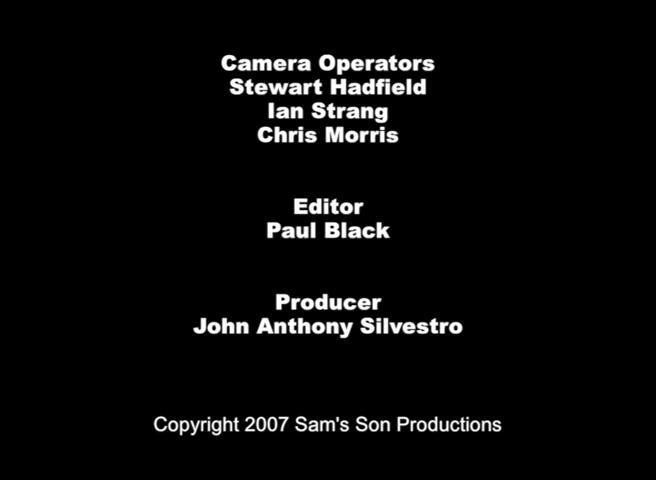 Camera Operators
Stewart Hadfield
Ian Strang
Chris Morris
Editor
Paul Black
Producer
John Anthony Silvestro
Copyright 2007 Sam's Son Productions